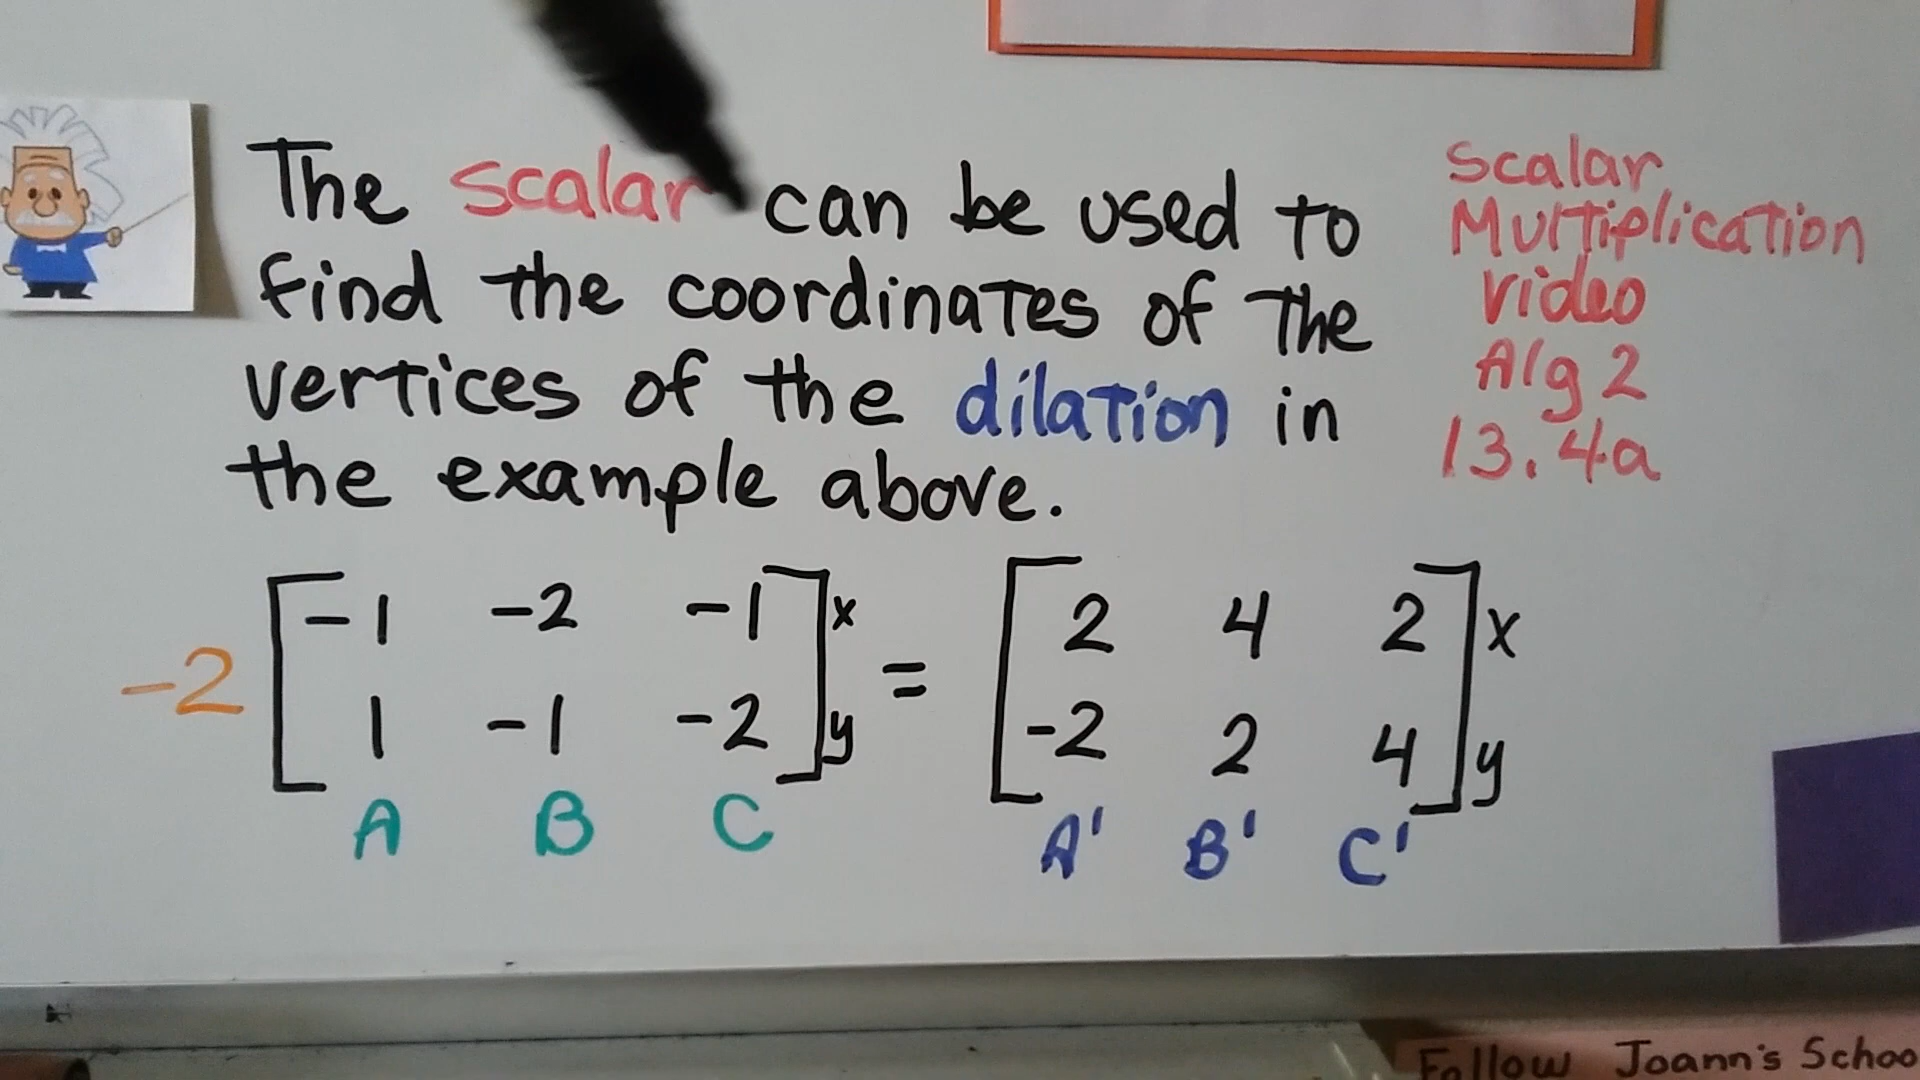 The scalar can be used to
find the coordinates of the
vertices of the dilation in
the example above.
Scalar
Multiplication
video
Alg 2
13.4a
-2 [ -1 -2 -1 ] x = [ 2 4 2 ] x
[ 1 -1 -2 ] y [ -2 2 4 ] y
A B C A' B' C'
Follow Joann's Schoo